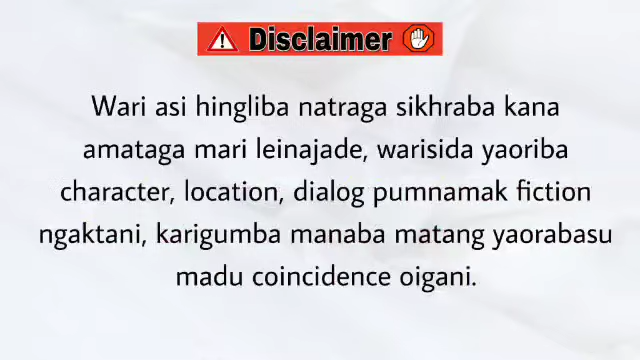 Disclaimer
Wari asi hingliba natraga sikhraba kana
amataga mari leinajade, warisida yaoriba
character, location, dialog pumnamak fiction
ngaktani, karigumba manaba matang yaorabasu
madu coincidence oigani.